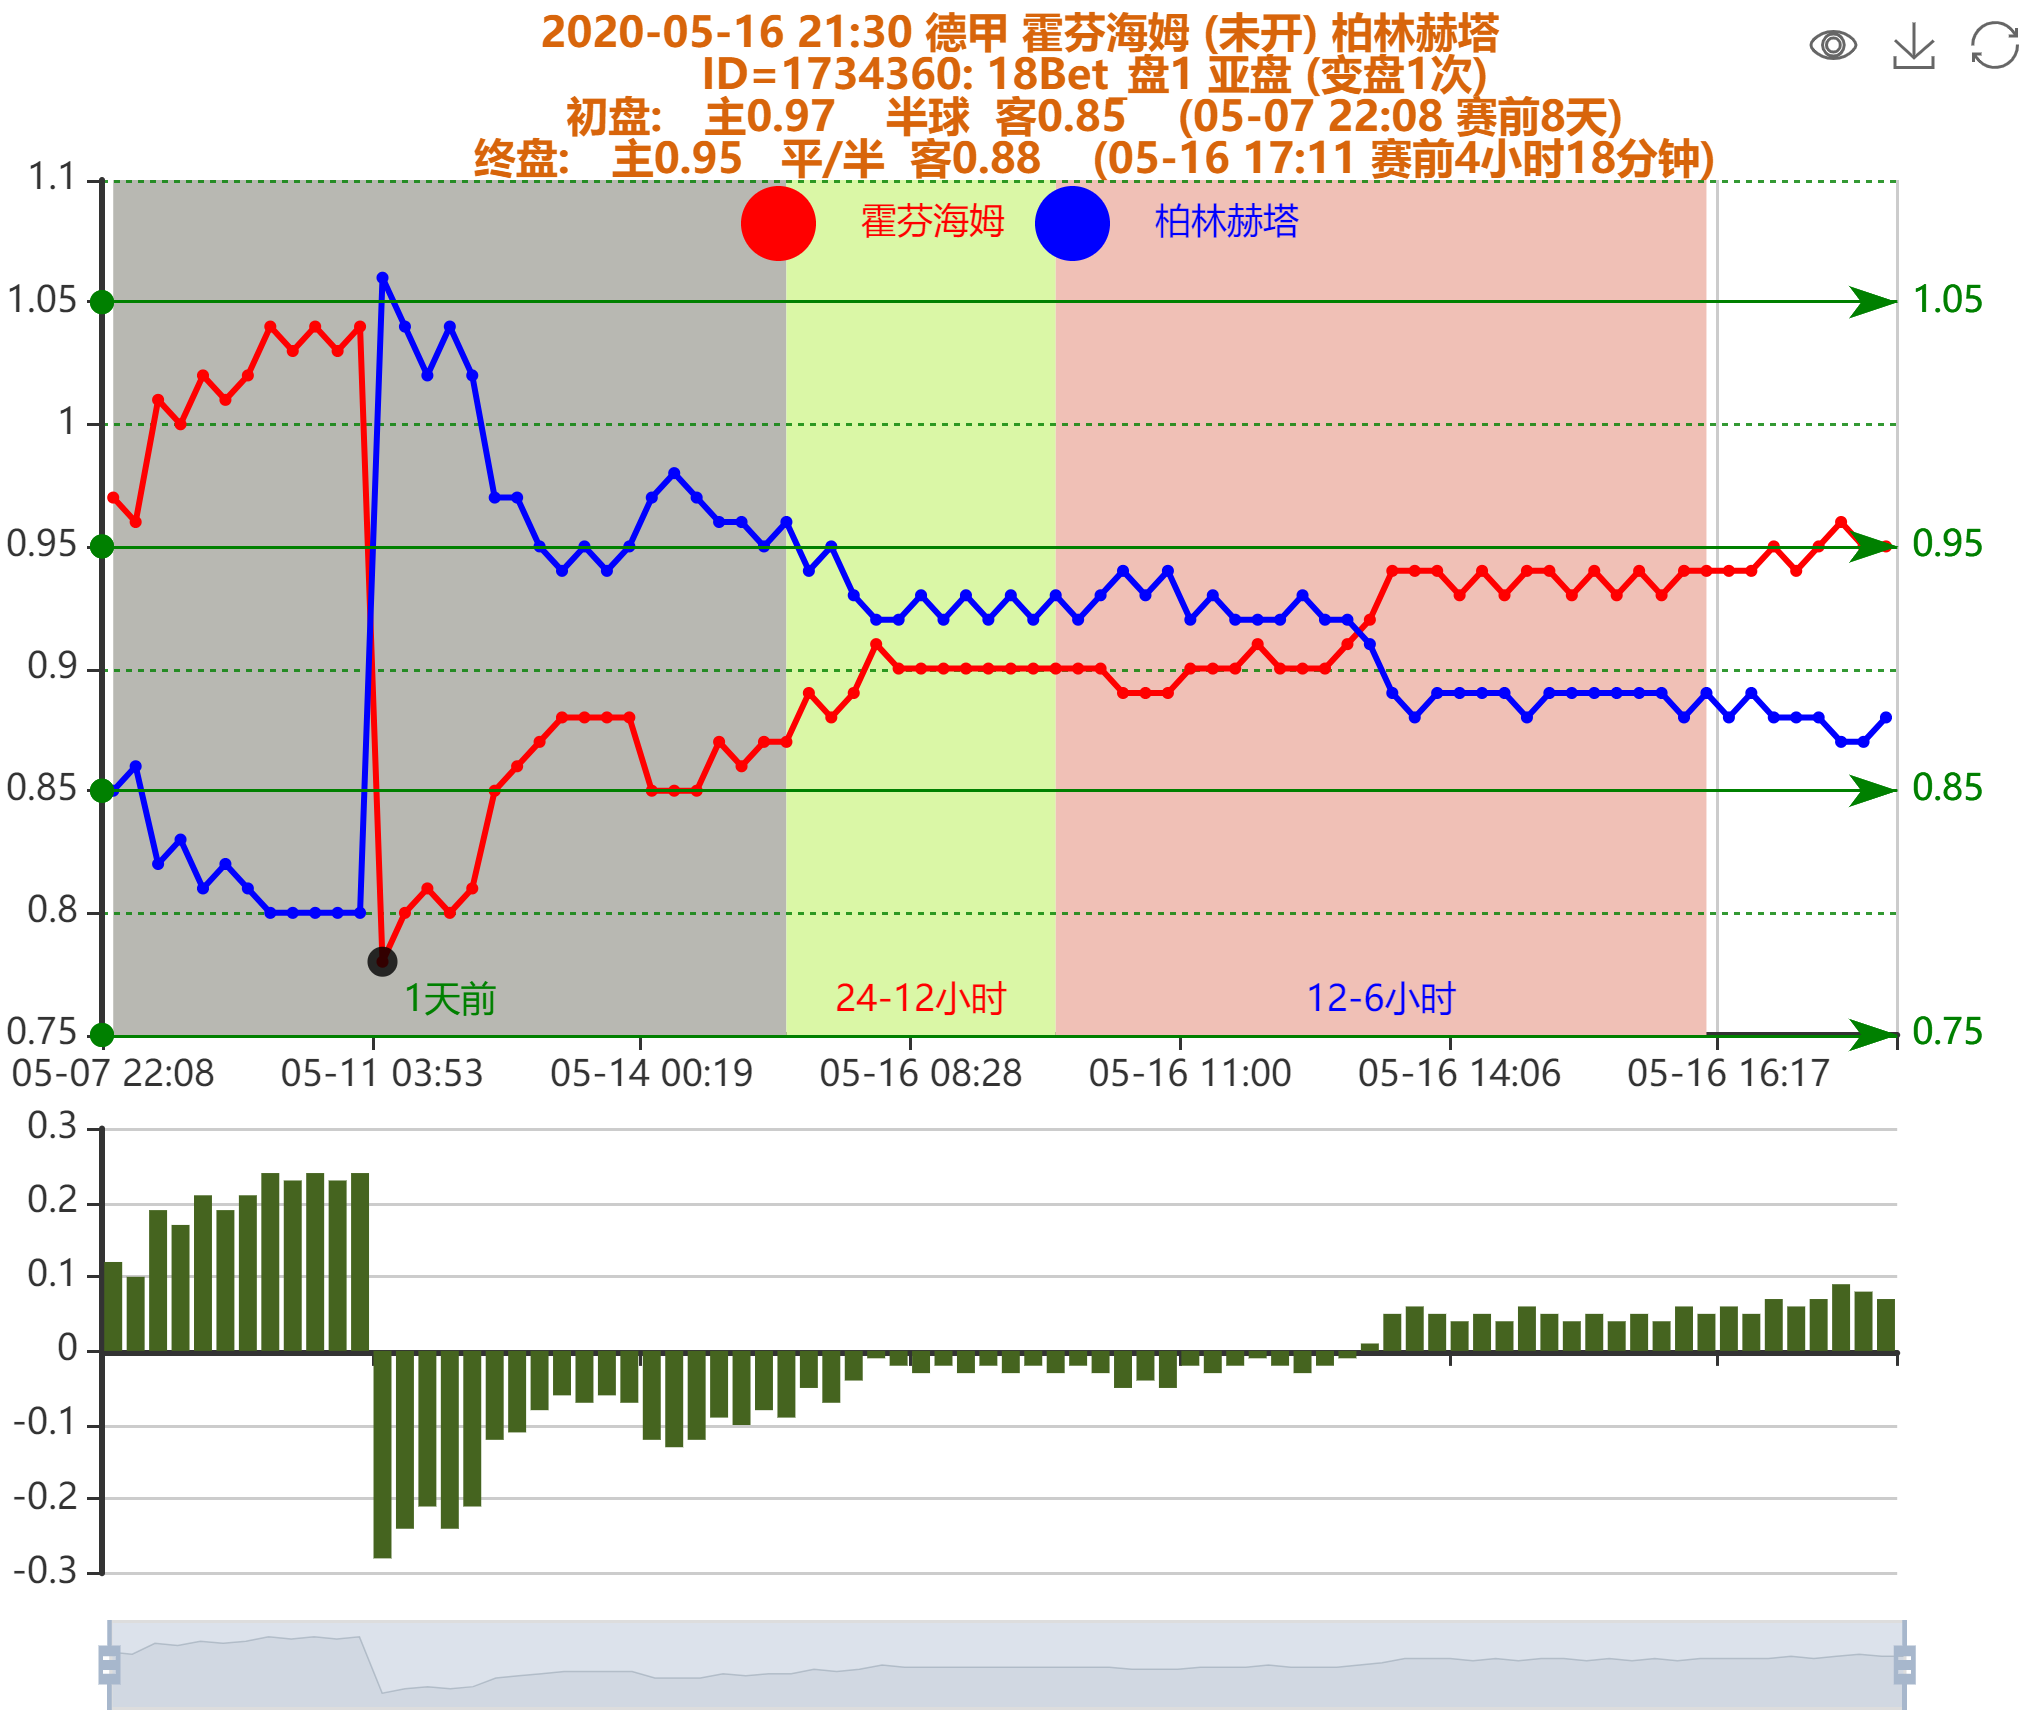 2020-05-16 21:30 德甲 霍芬海姆 (未开) 柏林赫塔
ID=1734360: 18Bet_盘1 亚盘 (变盘1次)
初盘: 主0.97 半球 客0.85 (05-07 22:08 赛前8天)
终盘: 主0.95 平/半 客0.88 (05-16 17:11 赛前4小时18分钟)
霍芬海姆 柏林赫塔
1.1
1.05 1.05
1
0.95 0.95
0.9
0.85 0.85
0.8
1天前 24-12小时 12-6小时
0.75 0.75
05-07 22:08 05-11 03:53 05-14 00:19 05-16 08:28 05-16 11:00 05-16 14:06 05-16 16:17
0.3
0.2
0.1
0
-0.1
-0.2
-0.3